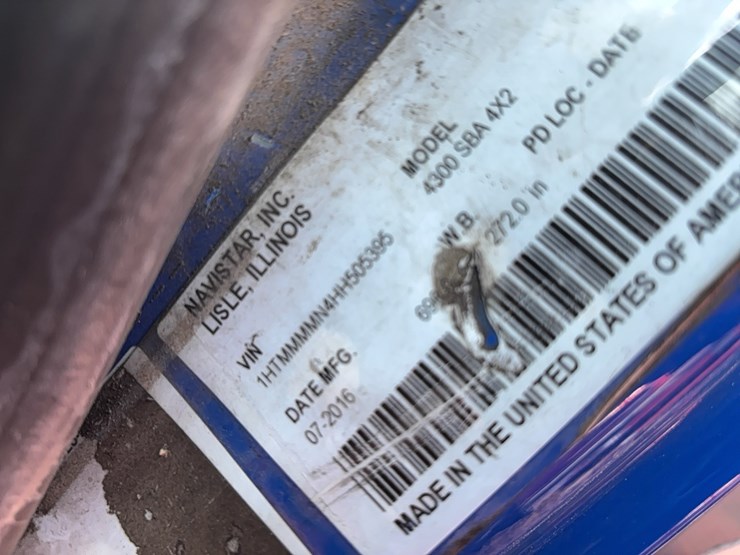 NAVISTAR, INC.
LISLE, ILLINOIS
MODEL
4300 SBA 4X2
VIN
1HTMMMMN4HH505395
W.B.
272.0 in
PD LOC - DATE
DATE MFG.
07-2016
MADE IN THE UNITED STATES OF